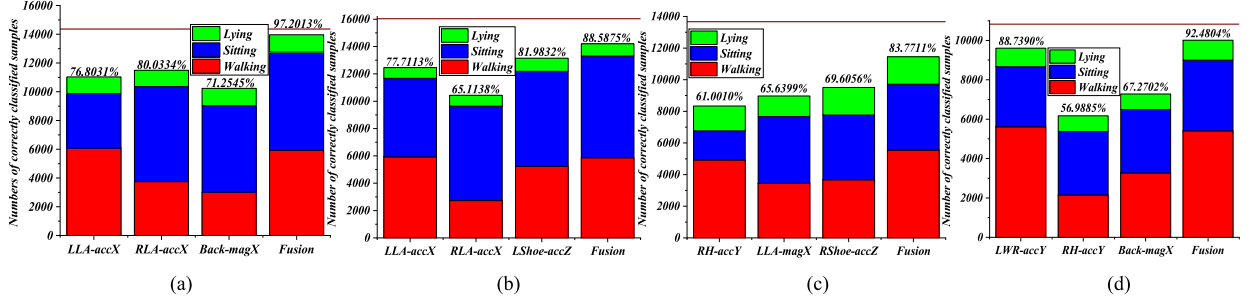 Numbers of correctly classified samples
16000
14000
12000
10000
8000
6000
4000
2000
0
Lying
Sitting
Walking
76.8031%
80.0334%
71.2545%
97.2013%
LLA-accX RLA-accX Back-magX Fusion
(a)
Number of correctly classified samples
16000
14000
12000
10000
8000
6000
4000
2000
0
Lying
Sitting
Walking
77.7113%
65.1138%
81.9832%
88.5875%
LLA-accX RLA-accX LShoe-accZ Fusion
(b)
Number of correctly classified samples
14000
12000
10000
8000
6000
4000
2000
0
Lying
Sitting
Walking
61.0010%
65.6399%
69.6056%
83.7711%
RH-accY LLA-magX RShoe-accZ Fusion
(c)
Number of correctly classified samples
10000
8000
6000
4000
2000
0
Lying
Sitting
Walking
88.7390%
56.9885%
67.2702%
92.4804%
LWR-accY RH-accY Back-magX Fusion
(d)